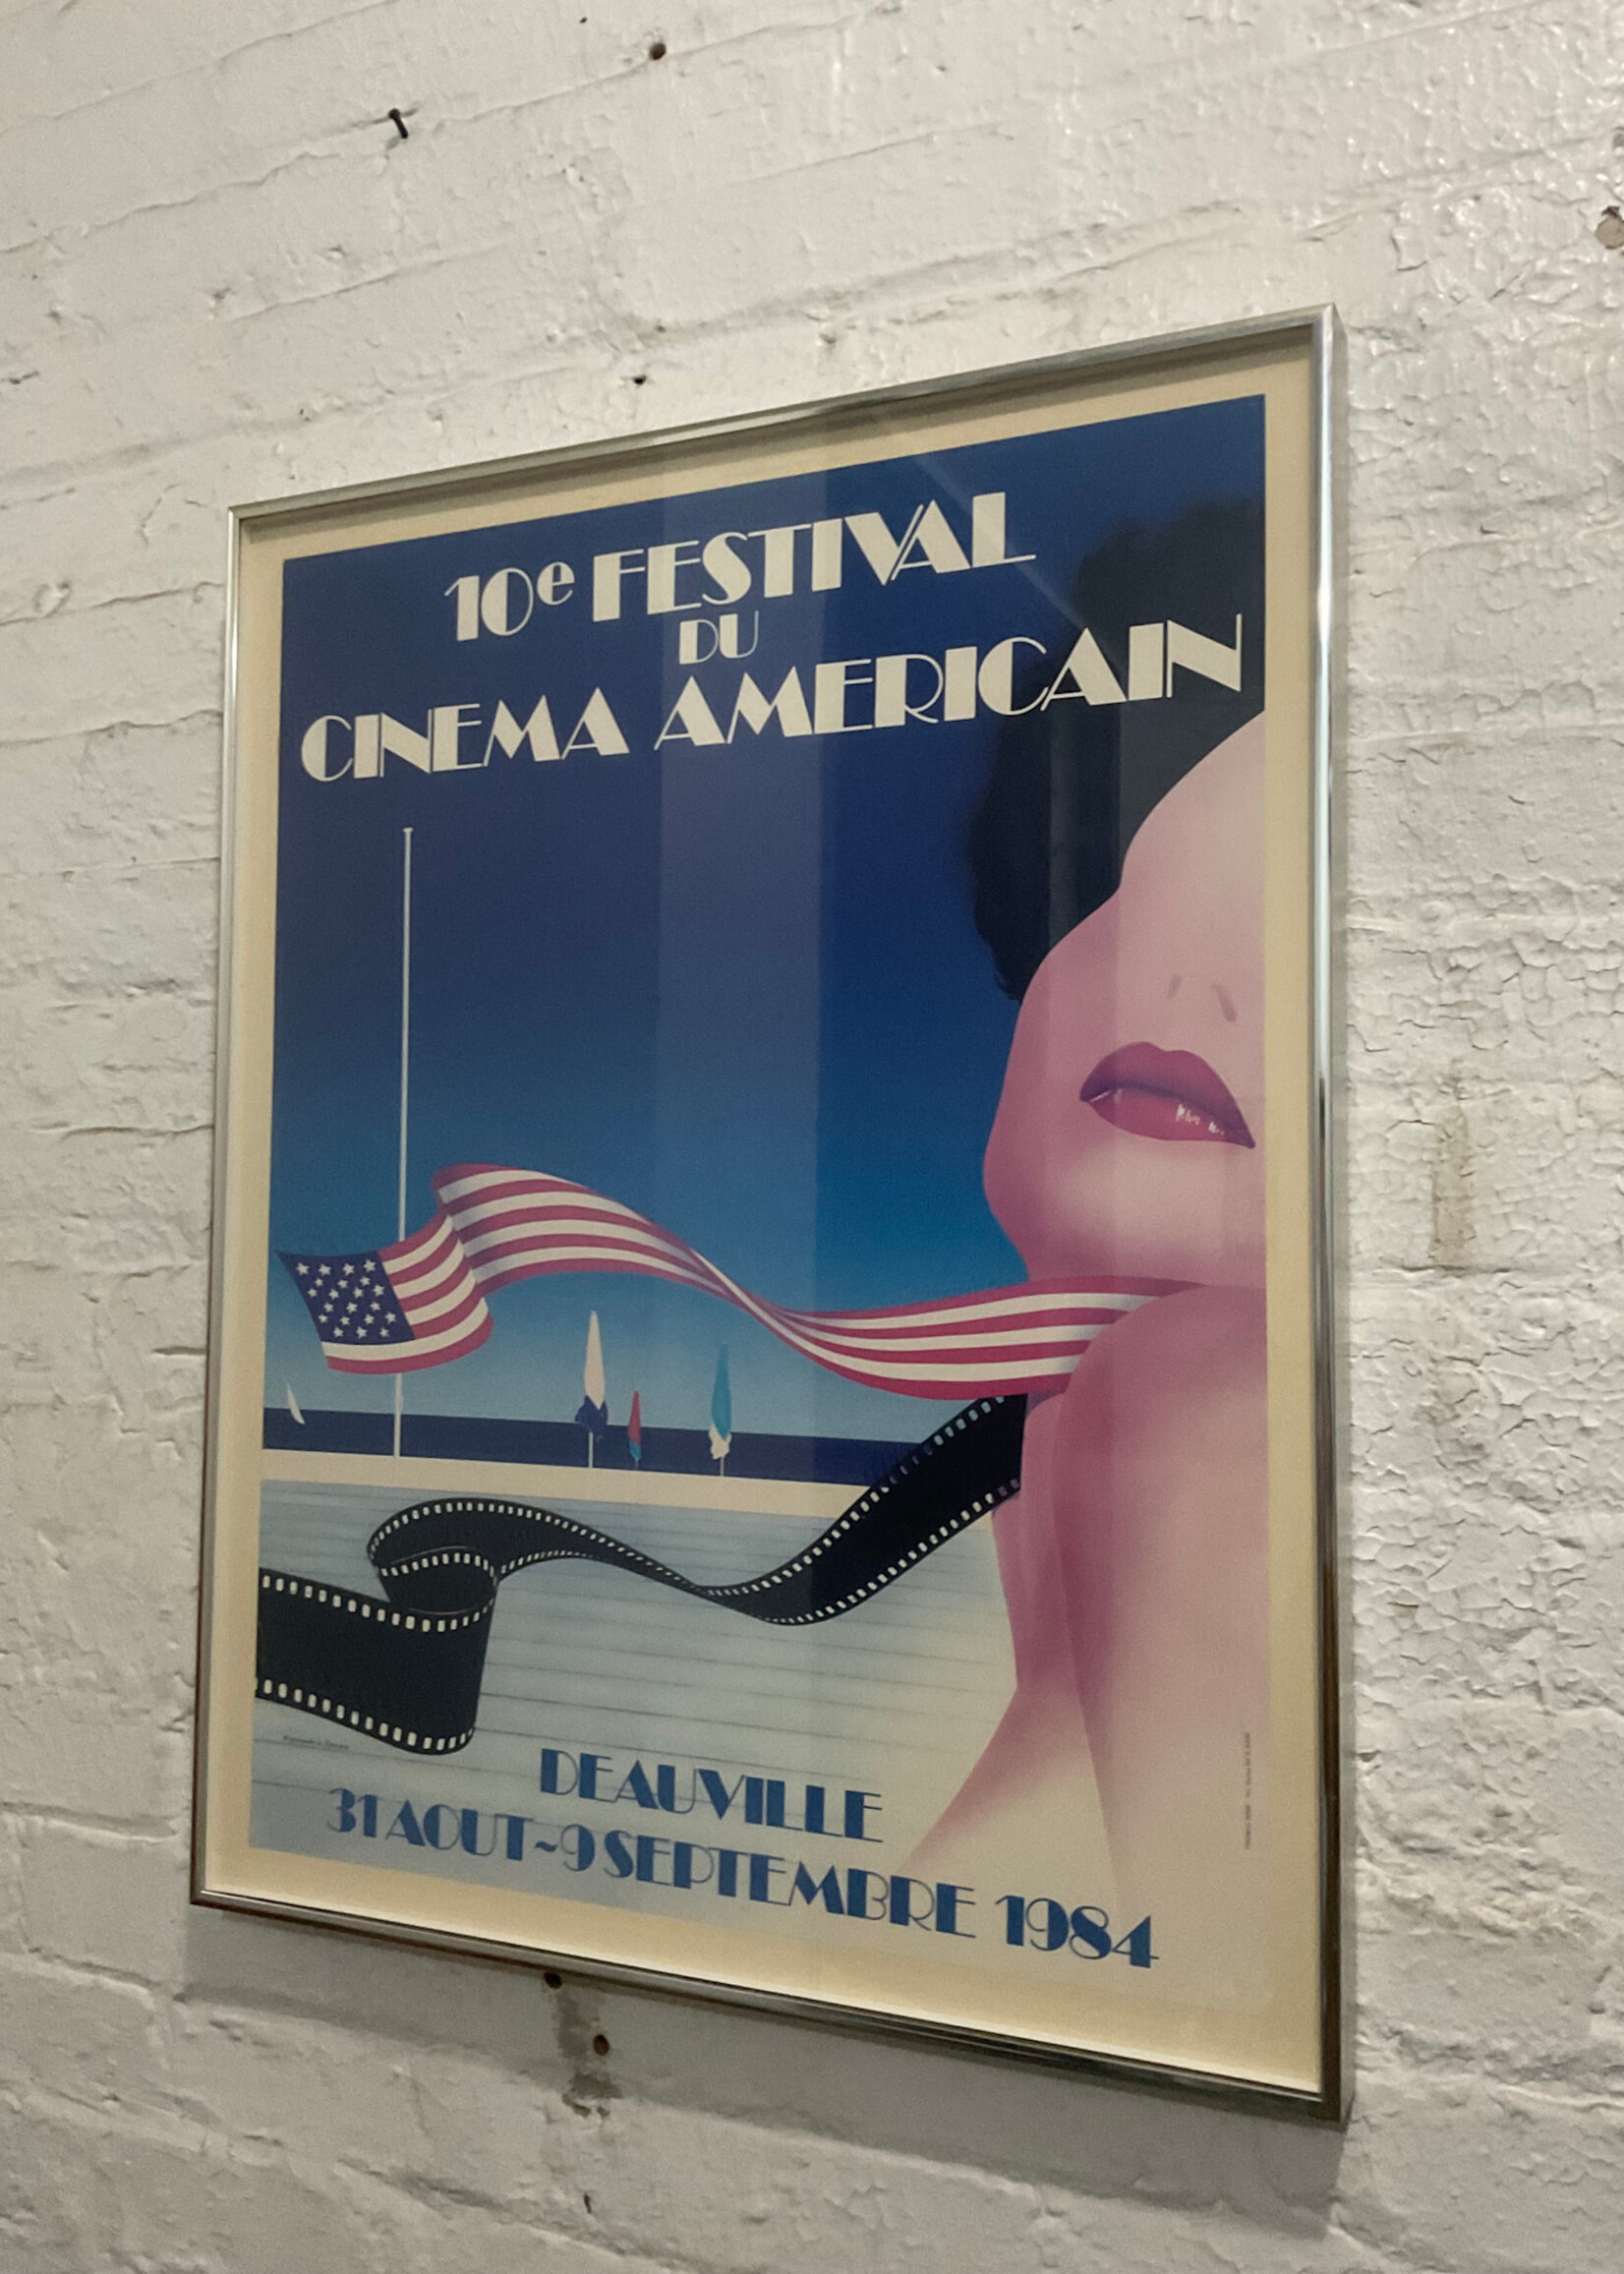 10e FESTIVAL
DU
CINEMA AMERICAIN
DEAUVILLE
31 AOUT~9 SEPTEMBRE 1984